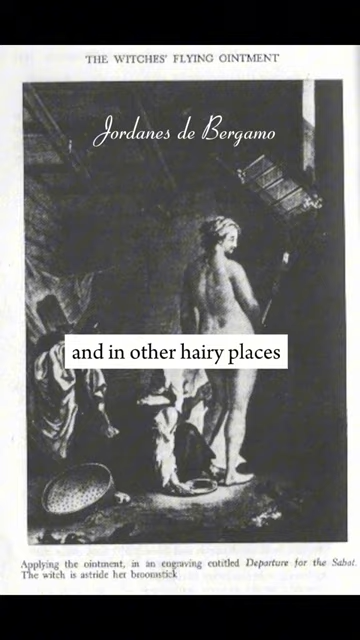 THE WITCHES' FLYING OINTMENT
Jordanes de Bergamo
and in other hairy places
Applying the ointment, in an engraving entitled Departure for the Sabat.
The witch is astride her broomstick